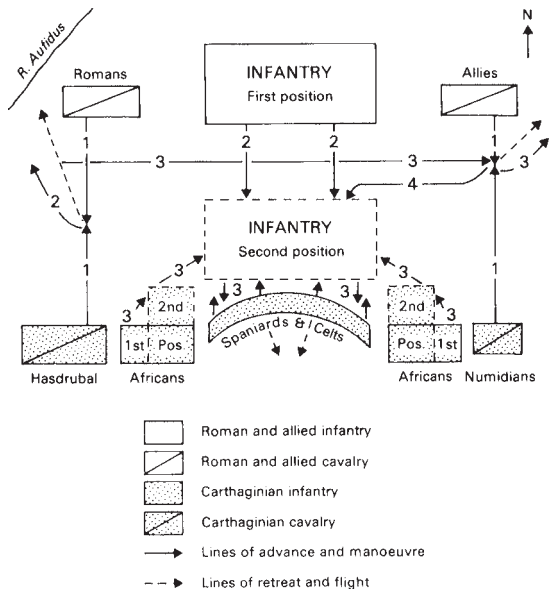 N
R. Aufidus
Romans
INFANTRY
First position
Allies
1
2
2
1
3
3
3
2
4
INFANTRY
Second position
1
1
3
3
3
3
3
3
2nd
2nd
Spaniards & Celts
1st
Pos
Pos.
1st
Hasdrubal
Africans
Africans
Numidians
Roman and allied infantry
Roman and allied cavalry
Carthaginian infantry
Carthaginian cavalry
Lines of advance and manoeuvre
Lines of retreat and flight